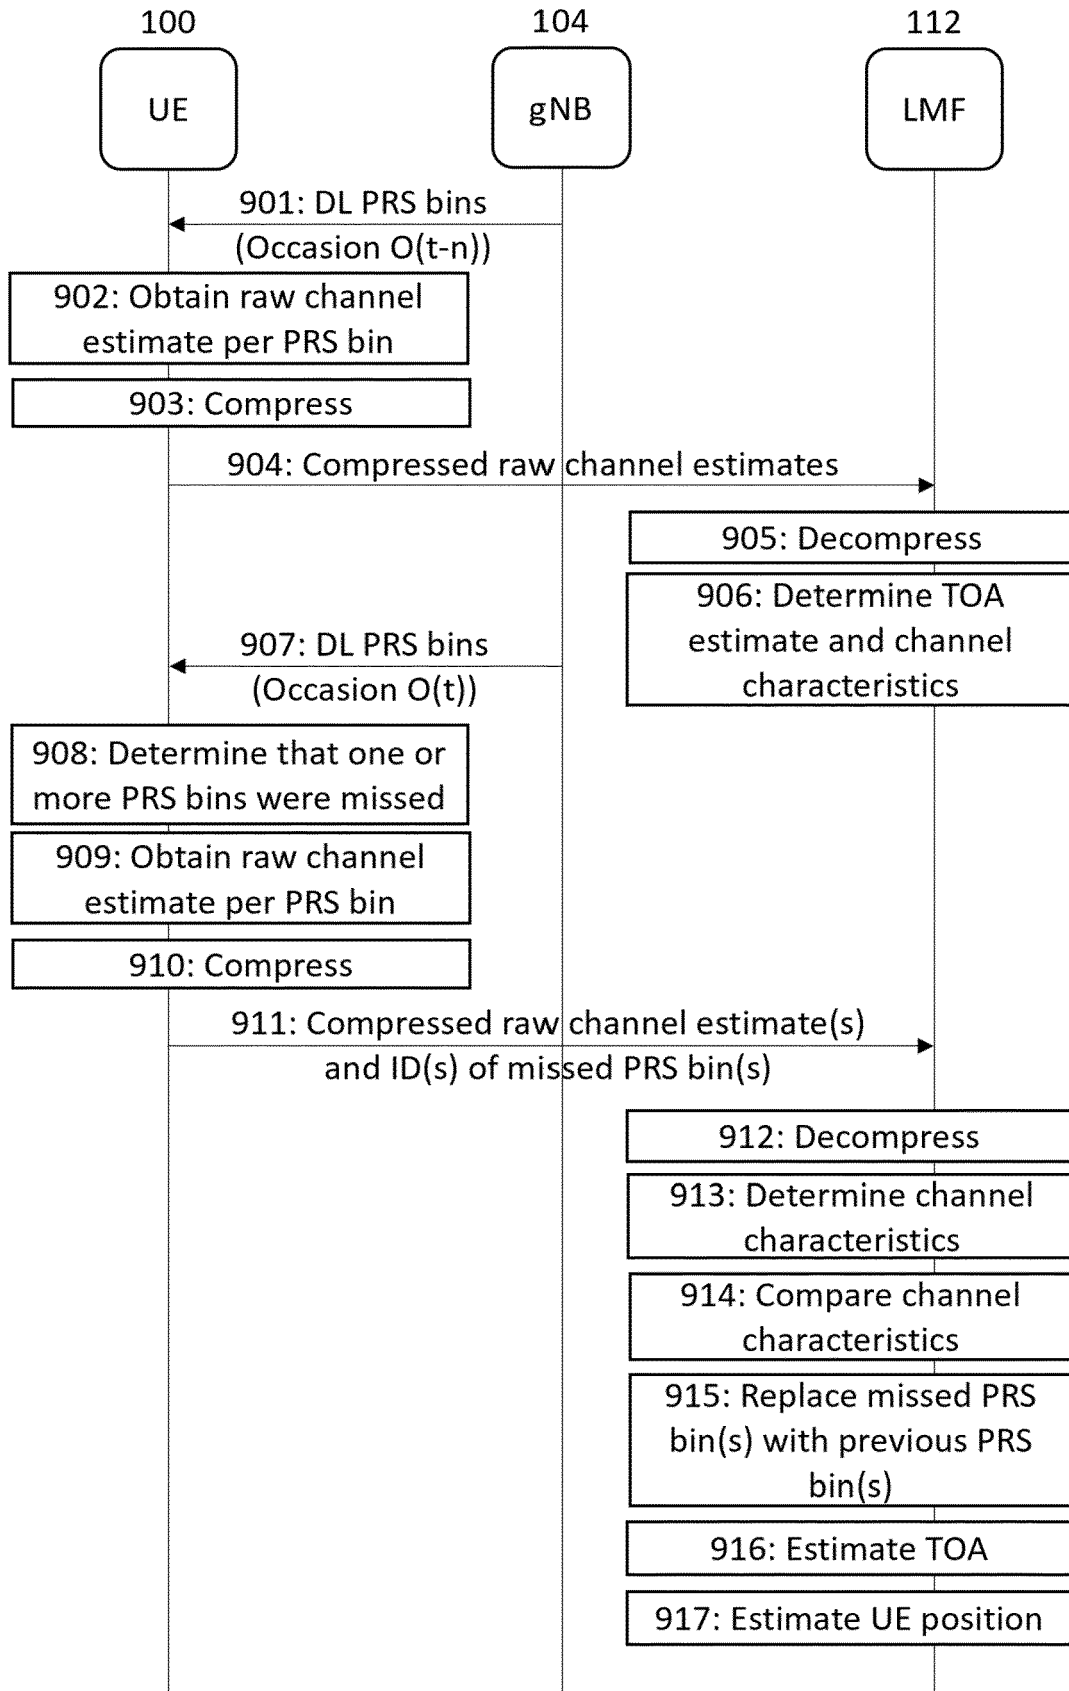 100
104
112
UE
gNB
LMF
901: DL PRS bins
(Occasion O(t-n))
902: Obtain raw channel
estimate per PRS bin
903: Compress
904: Compressed raw channel estimates
905: Decompress
906: Determine TOA
estimate and channel
characteristics
907: DL PRS bins
(Occasion O(t))
908: Determine that one or
more PRS bins were missed
909: Obtain raw channel
estimate per PRS bin
910: Compress
911: Compressed raw channel estimate(s)
and ID(s) of missed PRS bin(s)
912: Decompress
913: Determine channel
characteristics
914: Compare channel
characteristics
915: Replace missed PRS
bin(s) with previous PRS
bin(s)
916: Estimate TOA
917: Estimate UE position